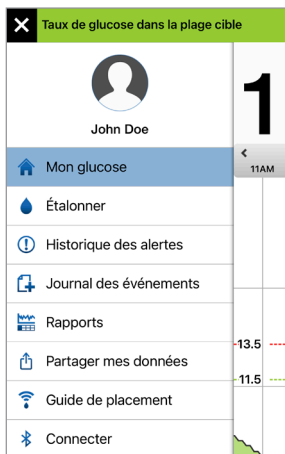 Taux de glucose dans la plage cible
John Doe
1
11AM
Mon glucose
Étalonner
Historique des alertes
Journal des événements
Rapports
13.5
Partager mes données
11.5
Guide de placement
Connecter